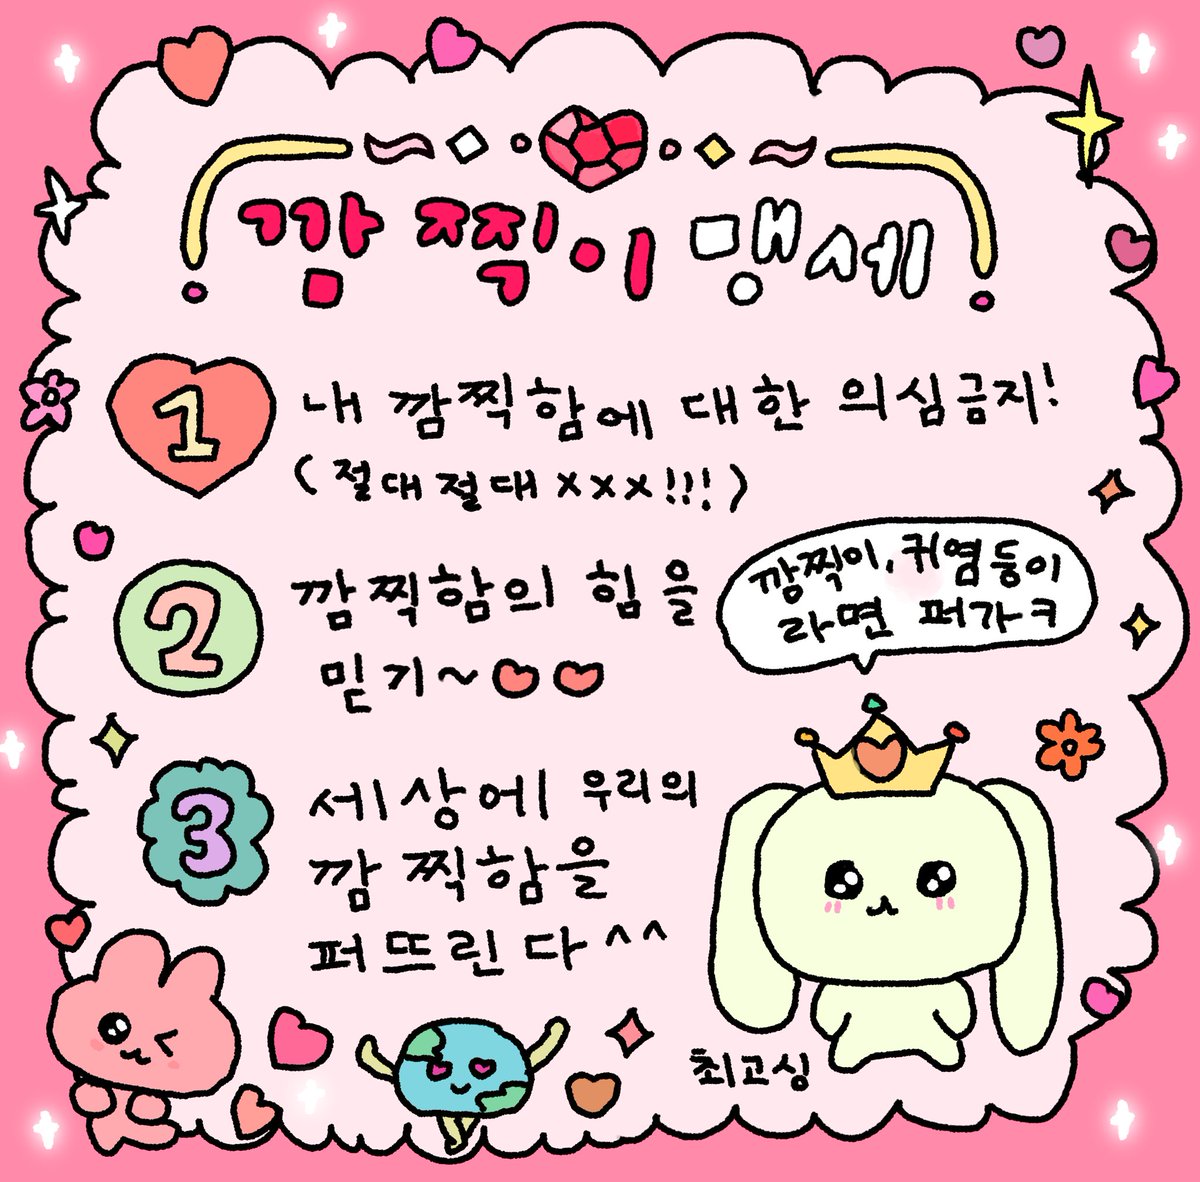 깜찍이 맹세
1 내 깜찍함에 대한 의심금지!
(절대절대xxx!!!)
2 깜찍함의 힘을
믿기~
깜찍이, 귀염둥이
라면 퍼가ㅋ
3 세상에 우리의
깜찍함을
퍼뜨린다^^
최고싱